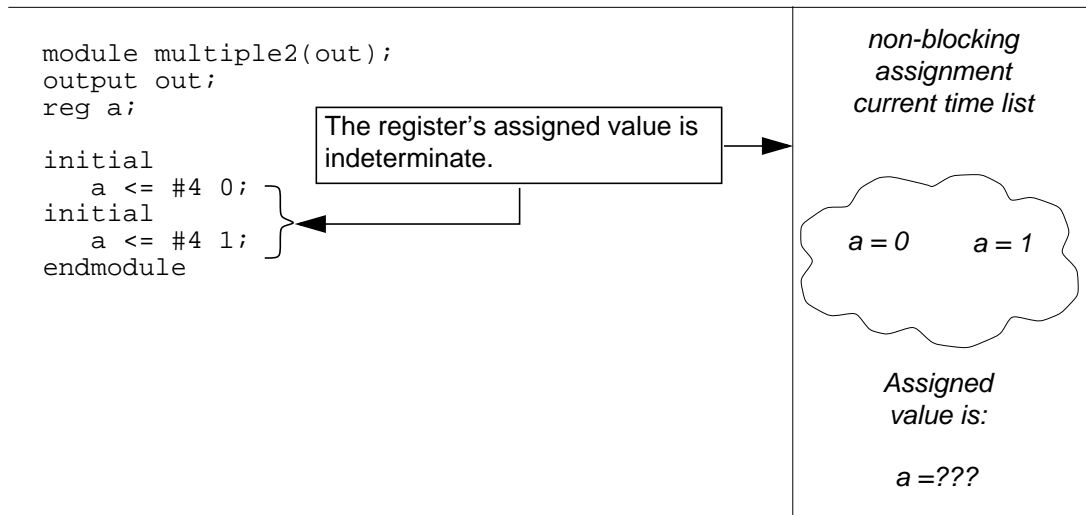 module multiple2(out);
output out;
reg a;
initial
a <= #4 0;
initial
a <= #4 1;
endmodule
The register's assigned value is
indeterminate.
non-blocking
assignment
current time list
a = 0 a = 1
Assigned
value is:
a =???